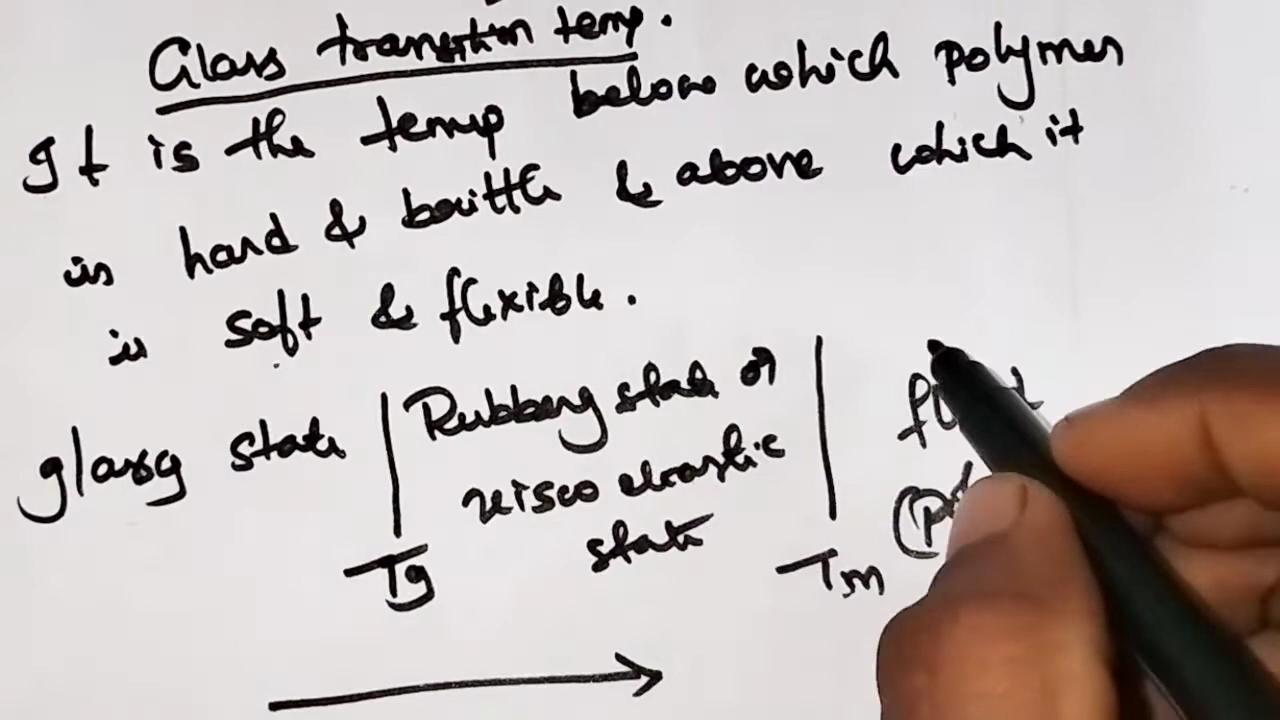 Glass transition temp.
It is the temp below which polymer
is hard & brittle & above which it
is soft & flexible.
glassy state | Rubbery state or
visco elastic
state
Tg
Tm